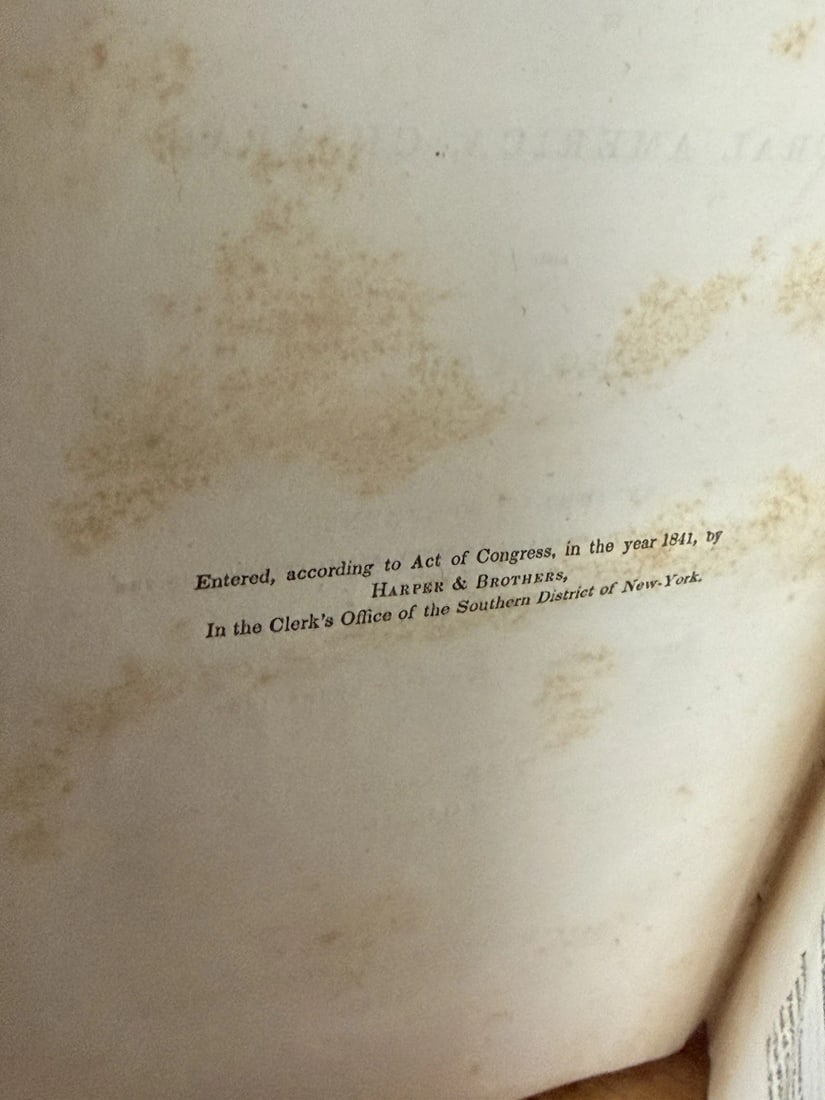 Entered, according to Act of Congress, in the year 1841, by
HARPER & BROTHERS,
In the Clerk's Office of the Southern District of New-York.